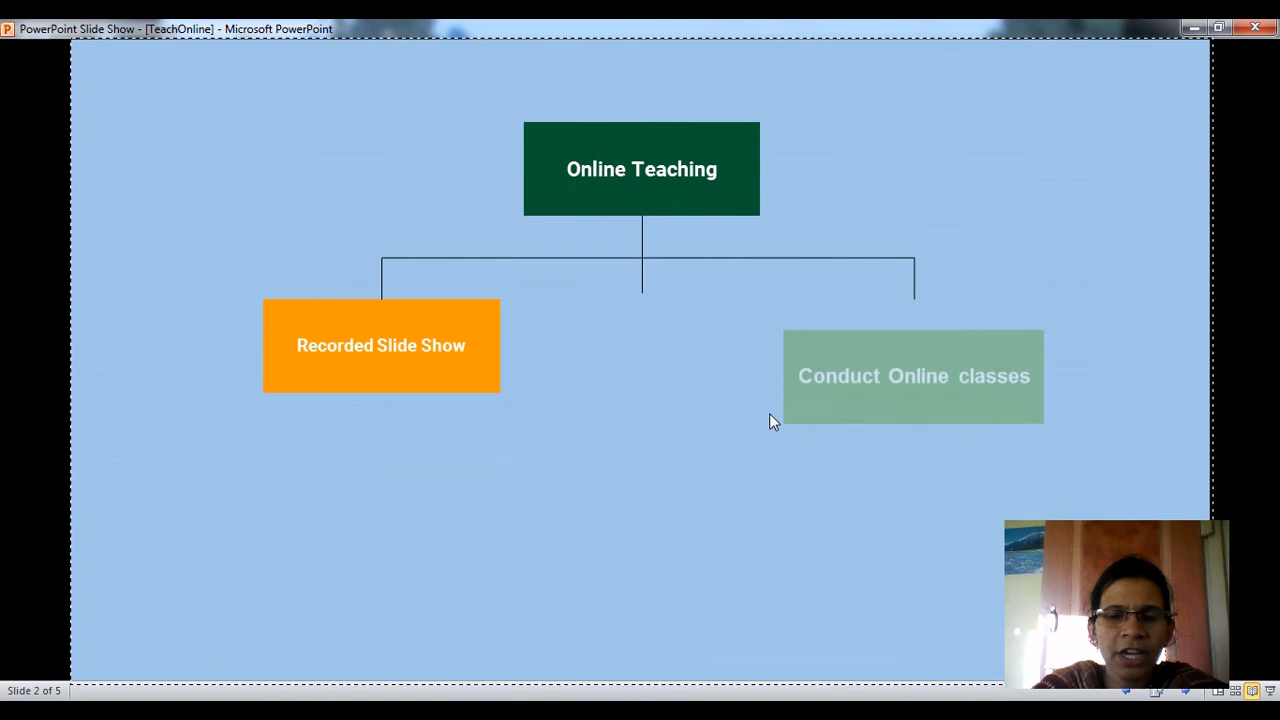 PowerPoint Slide Show - [TeachOnline] - Microsoft PowerPoint
Online Teaching
Recorded Slide Show
Conduct Online classes
Slide 2 of 5